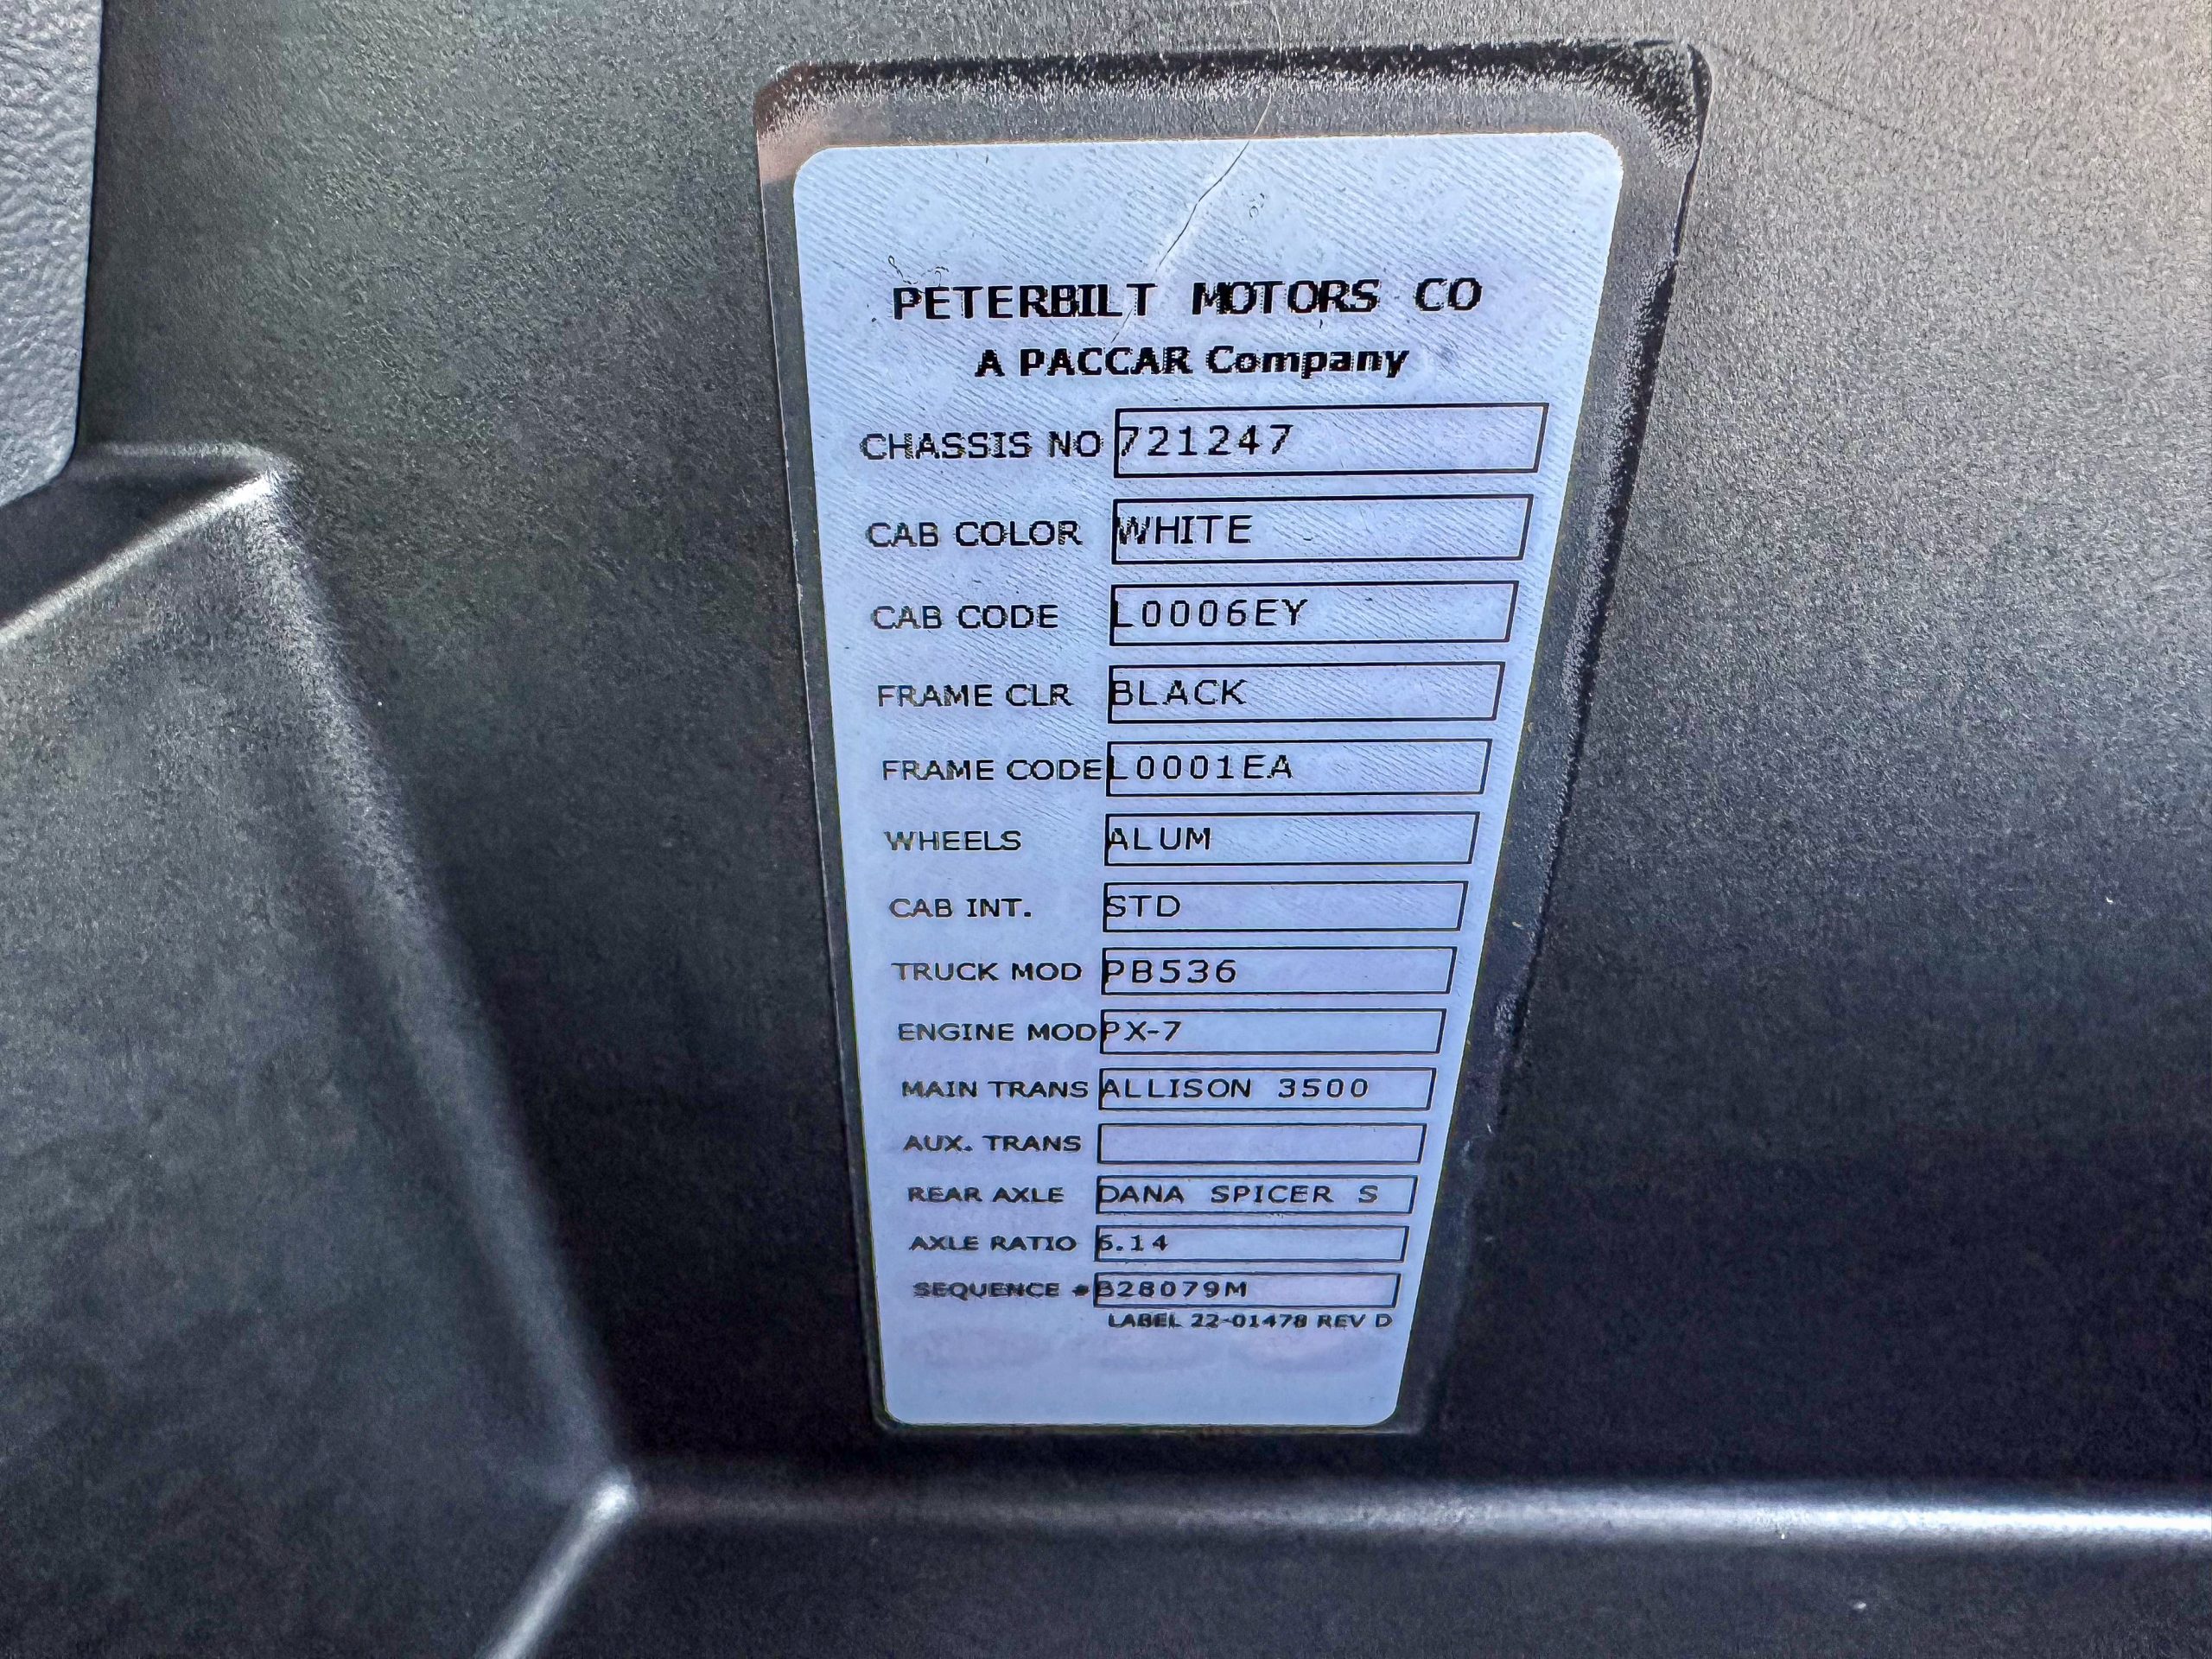 PETERBILT MOTORS CO
A PACCAR Company
CHASSIS NO 721247
CAB COLOR WHITE
CAB CODE L0006EY
FRAME CLR BLACK
FRAME CODE L0001EA
WHEELS ALUM
CAB INT. STD
TRUCK MOD PB536
ENGINE MOD PX-7
MAIN TRANS ALLISON 3500
AUX. TRANS
REAR AXLE DANA SPICER S
AXLE RATIO 6.14
SEQUENCE # B28079M
LABEL 22-01478 REV D